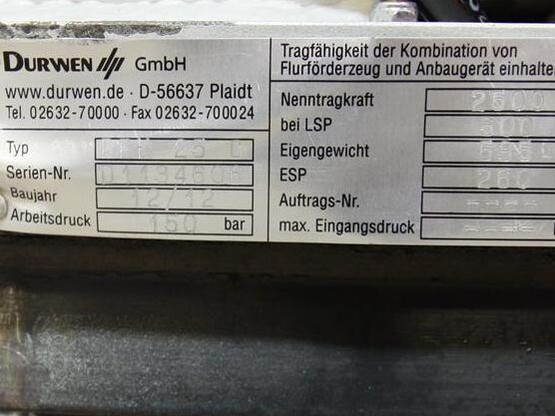 DURWEN GmbH
www.durwen.de · D-56637 Plaidt
Tel. 02632-70000 · Fax 02632-700024
Typ
Serien-Nr.
Baujahr 12/12
Arbeitsdruck 150 bar
Tragfähigkeit der Kombination von
Flurförderzeug und Anbaugerät einhalten
Nenntragkraft 2500
bei LSP
Eigengewicht
ESP 260
Auftrags-Nr. ----
max. Eingangsdruck